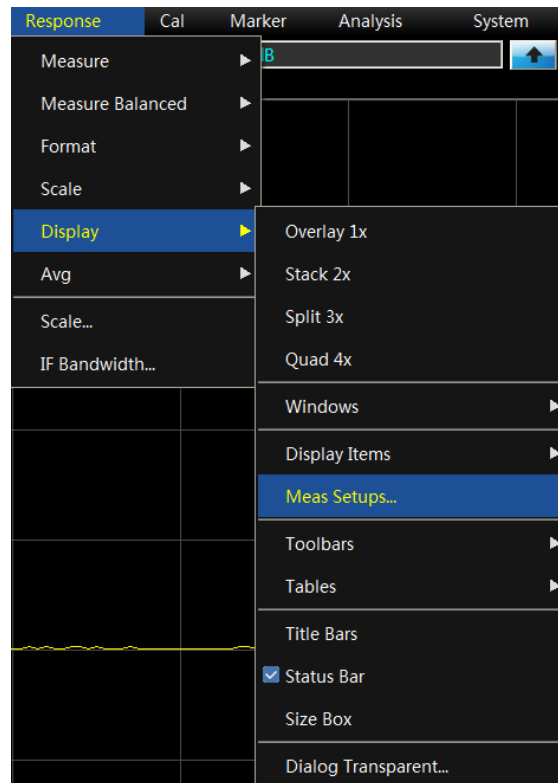 Response Cal Marker Analysis System
Measure
Measure Balanced
Format
Scale
Display
Avg
Scale...
IF Bandwidth...
Overlay 1x
Stack 2x
Split 3x
Quad 4x
Windows
Display Items
Meas Setups...
Toolbars
Tables
Title Bars
Status Bar
Size Box
Dialog Transparent...